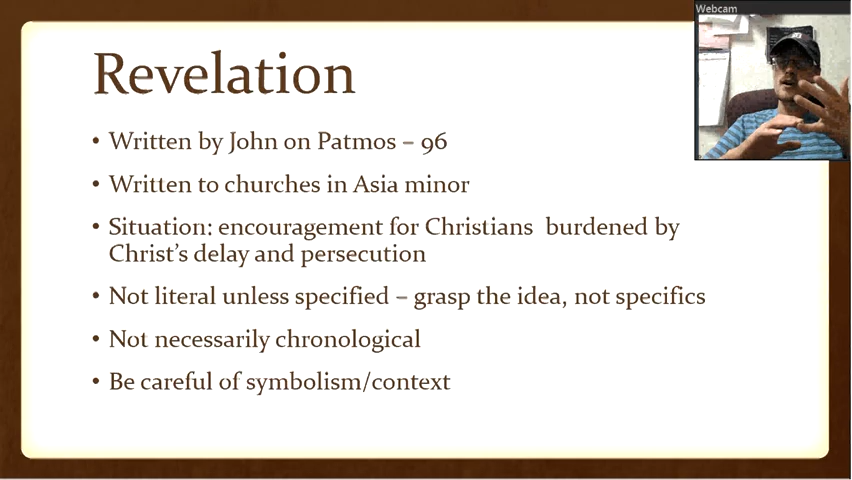 Webcam
Revelation
• Written by John on Patmos – 96
• Written to churches in Asia minor
• Situation: encouragement for Christians burdened by
Christ's delay and persecution
• Not literal unless specified – grasp the idea, not specifics
• Not necessarily chronological
• Be careful of symbolism/context